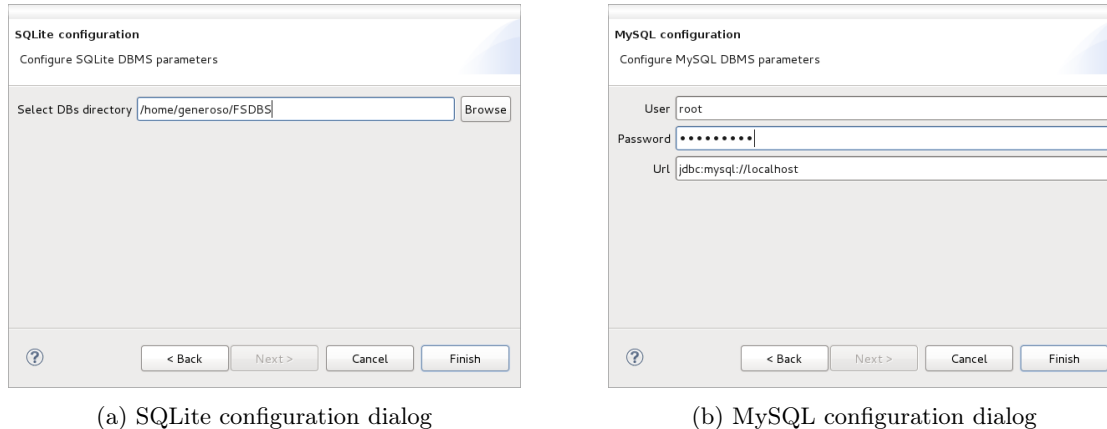 SQLite configuration
Configure SQLite DBMS parameters
Select DBs directory /home/generoso/FSDBS Browse
? < Back Next > Cancel Finish
(a) SQLite configuration dialog
MySQL configuration
Configure MySQL DBMS parameters
User root
Password •••••••••
Url jdbc:mysql://localhost
? < Back Next > Cancel Finish
(b) MySQL configuration dialog